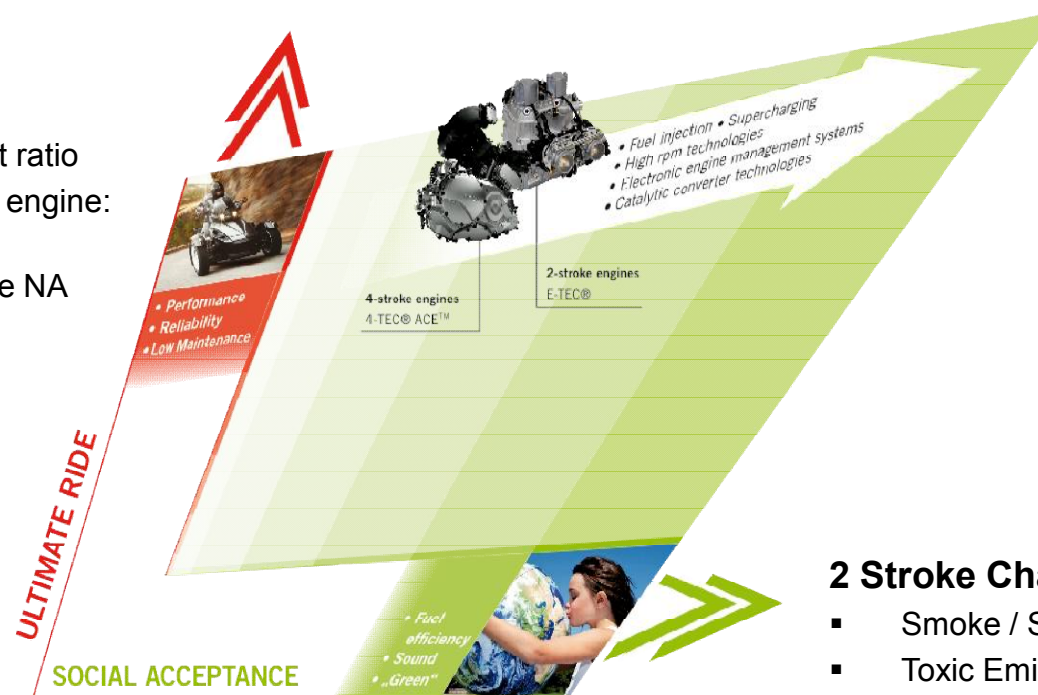 t ratio
engine:
e NA
• Fuel injection • Supercharging
• High rpm technologies
• Electronic engine management systems
• Catalytic converter technologies
2-stroke engines
E-TEC®
4-stroke engines
4-TEC® ACE™
• Performance
• Reliability
• Low Maintenance
ULTIMATE RIDE
• Fuel
efficiency
• Sound
• „Green“
SOCIAL ACCEPTANCE
2 Stroke Cha
▪ Smoke / S
▪ Toxic Emi